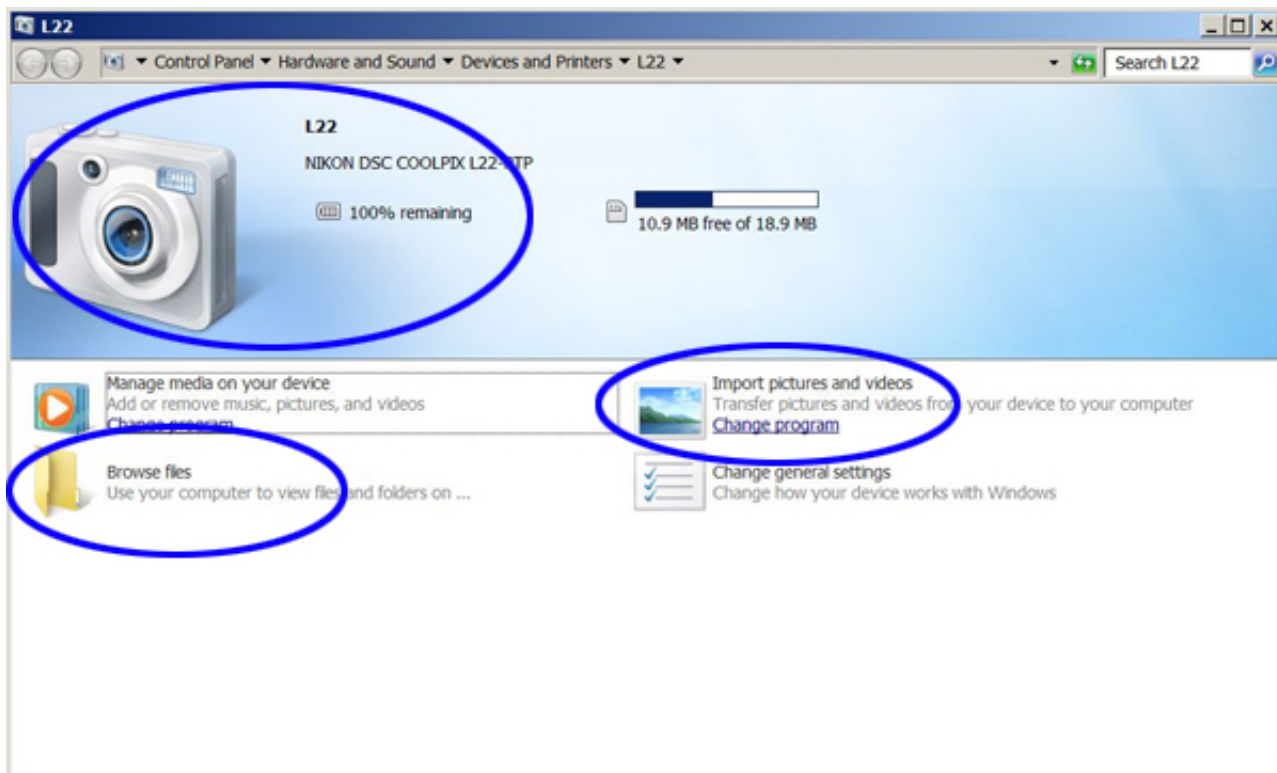 L22
Control Panel Hardware and Sound Devices and Printers L22
Search L22
L22
NIKON DSC COOLPIX L22-PTP
100% remaining
10.9 MB free of 18.9 MB
Manage media on your device
Add or remove music, pictures, and videos
Change program
Import pictures and videos
Transfer pictures and videos from your device to your computer
Change program
Browse files
Use your computer to view files and folders on ...
Change general settings
Change how your device works with Windows